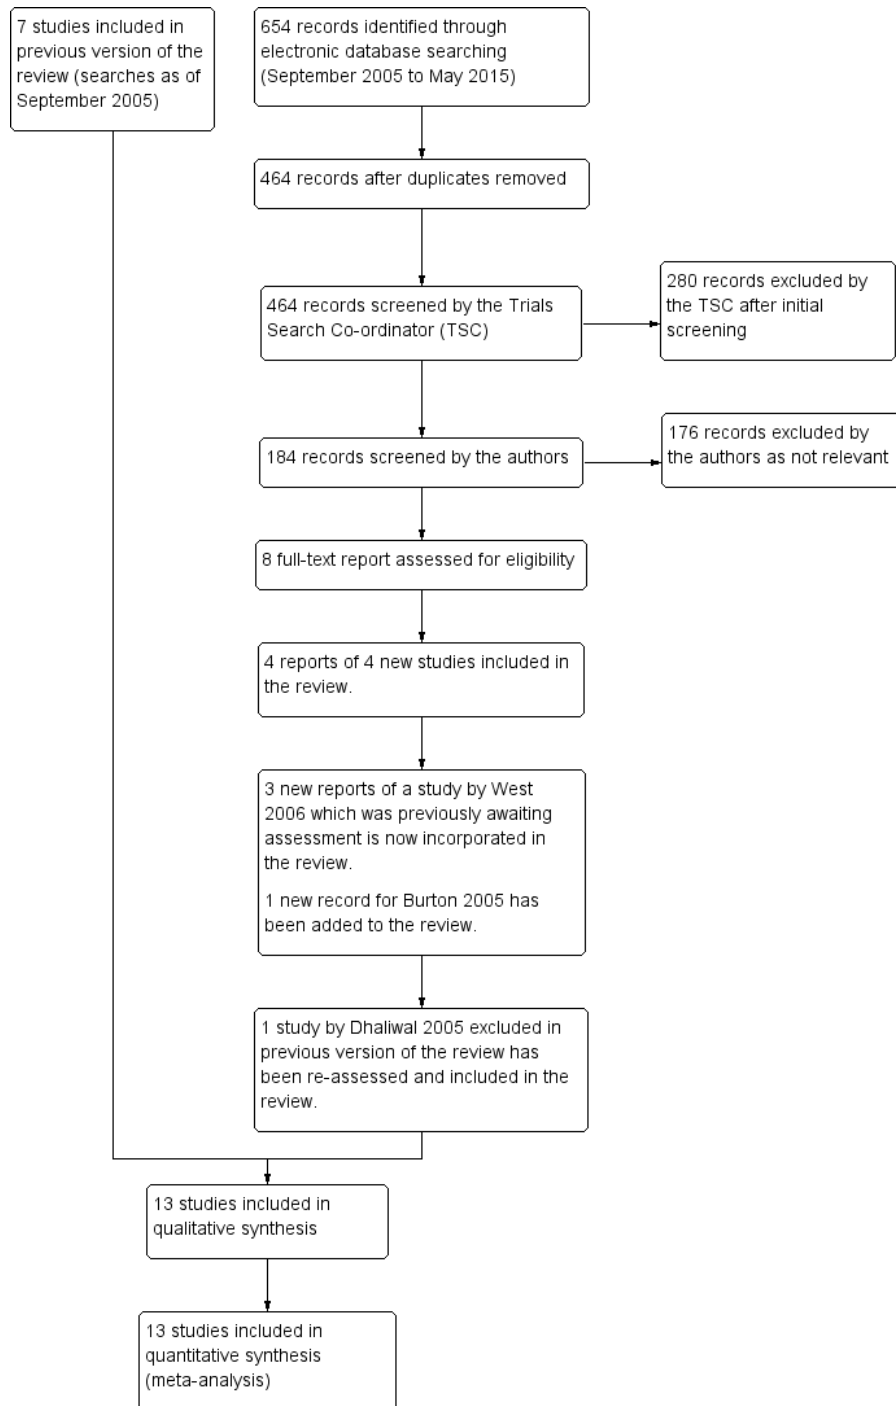 7 studies included in
previous version of the
review (searches as of
September 2005)
654 records identified through
electronic database searching
(September 2005 to May 2015)
464 records after duplicates removed
464 records screened by the Trials
Search Co-ordinator (TSC)
280 records excluded by
the TSC after initial
screening
184 records screened by the authors
176 records excluded by
the authors as not relevant
8 full-text report assessed for eligibility
4 reports of 4 new studies included in
the review.
3 new reports of a study by West
2006 which was previously awaiting
assessment is now incorporated in
the review.
1 new record for Burton 2005 has
been added to the review.
1 study by Dhaliwal 2005 excluded in
previous version of the review has
been re-assessed and included in the
review.
13 studies included in
qualitative synthesis
13 studies included in
quantitative synthesis
(meta-analysis)